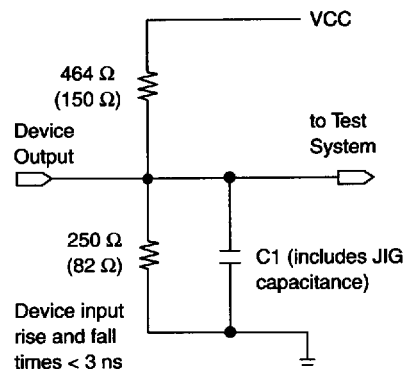 VCC
464 Ω
(150 Ω)
Device
Output
to Test
System
250 Ω
(82 Ω)
C1 (includes JIG
capacitance)
Device input
rise and fall
times < 3 ns